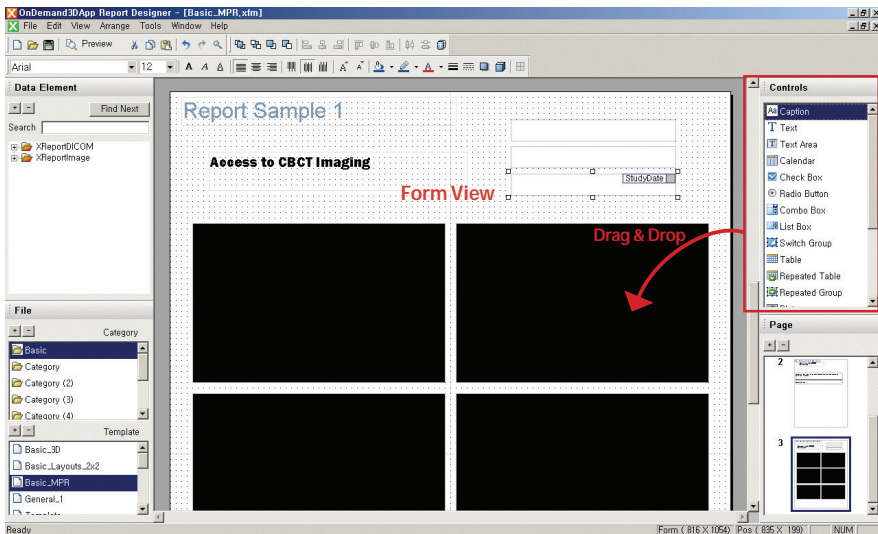 OnDemand3DApp Report Designer - [Basic_MPR,xfm]
File Edit View Arrange Tools Window Help
Preview
Arial 12
Data Element
Find Next
Search
XReportDICOM
XReportImage
File
Category
Basic
Category
Category (2)
Category (3)
Category (4)
Template
Basic_3D
Basic_Layouts_2x2
Basic_MPR
General_1
Ready
Report Sample 1
Access to CBCT Imaging
StudyDate
Form View
Drag & Drop
Controls
Caption
Text
Text Area
Calendar
Check Box
Radio Button
Combo Box
List Box
Switch Group
Table
Repeated Table
Repeated Group
Page
2
3
Form ( 816 X 1054) Pos ( 835 X 199) NUM